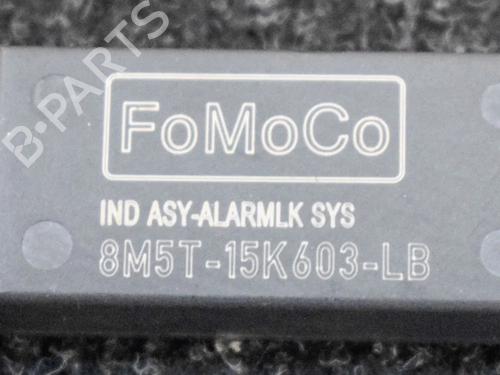 B-PARTS
FoMoCo
IND ASY-ALARMLK SYS
8M5T-15K603-LB